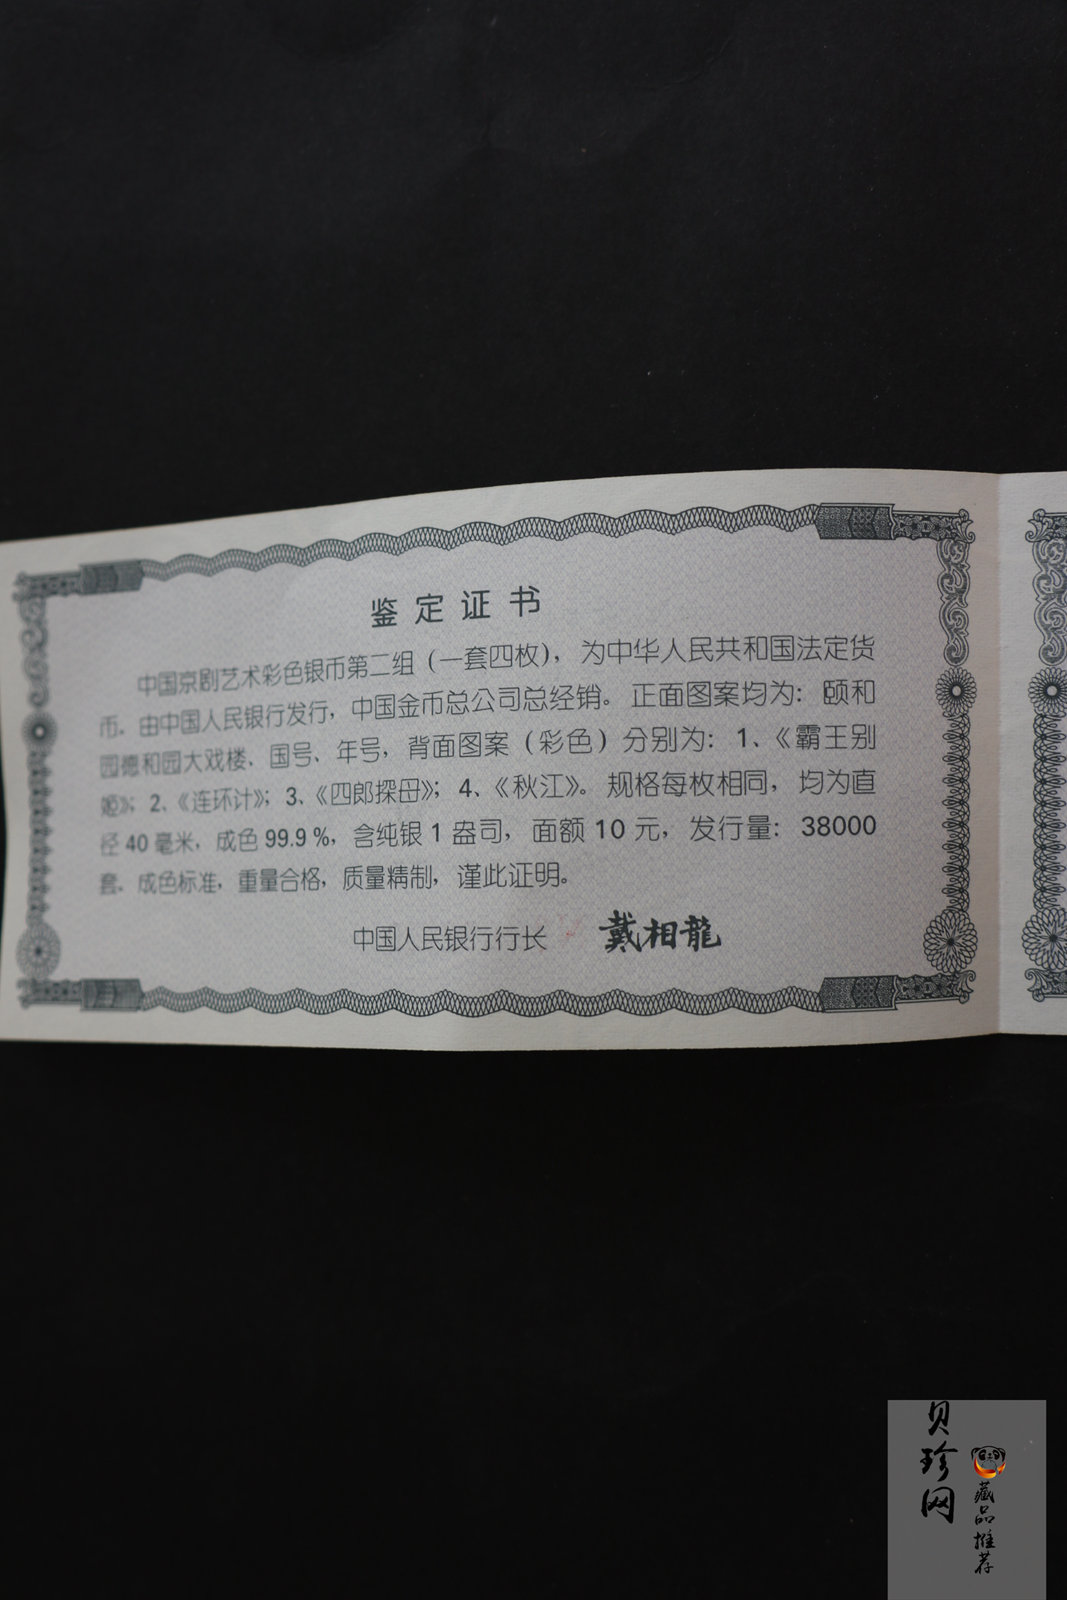 鉴定证书
中国京剧艺术彩色银币第二组（一套四枚），为中华人民共和国法定货
币。由中国人民银行发行，中国金币总公司总经销。正面图案均为：颐和
园德和园大戏楼、国号、年号，背面图案（彩色）分别为：1、《霸王别
姬》；2、《连环计》；3、《四郎探母》；4、《秋江》。规格每枚相同，均为直
径40毫米，成色99.9%，含纯银1盎司，面额10元，发行量：38000
套。成色标准，重量合格，质量精制，谨此证明。
中国人民银行行长 戴相龍
贝珍网
藏品推荐